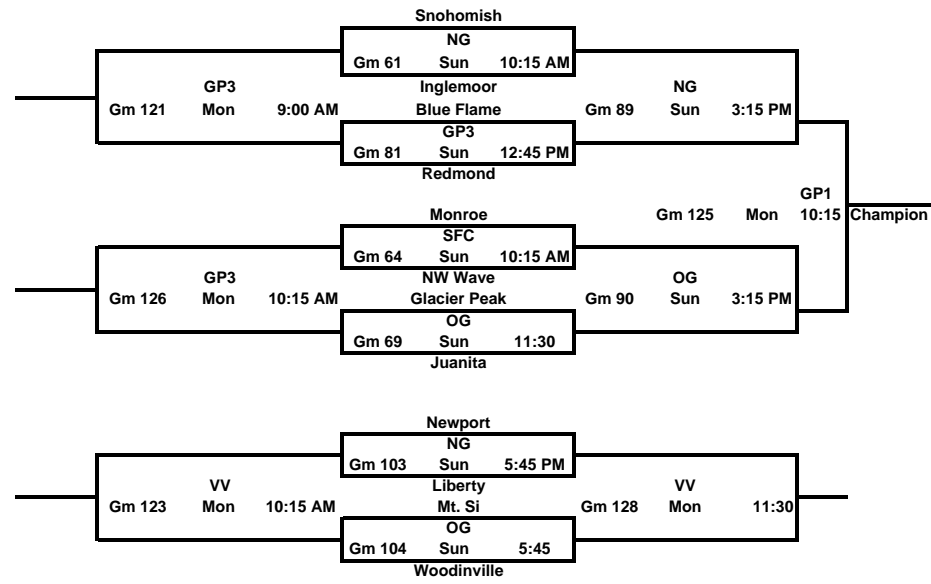 Snohomish
NG
Gm 61 Sun 10:15 AM
GP3 Inglemoor NG
Gm 121 Mon 9:00 AM Blue Flame Gm 89 Sun 3:15 PM
GP3
Gm 81 Sun 12:45 PM
Redmond
GP1
Monroe Gm 125 Mon 10:15 Champion
SFC
Gm 64 Sun 10:15 AM
GP3 NW Wave OG
Gm 126 Mon 10:15 AM Glacier Peak Gm 90 Sun 3:15 PM
OG
Gm 69 Sun 11:30
Juanita
Newport
NG
Gm 103 Sun 5:45 PM
VV Liberty VV
Gm 123 Mon 10:15 AM Mt. Si Gm 128 Mon 11:30
OG
Gm 104 Sun 5:45
Woodinville